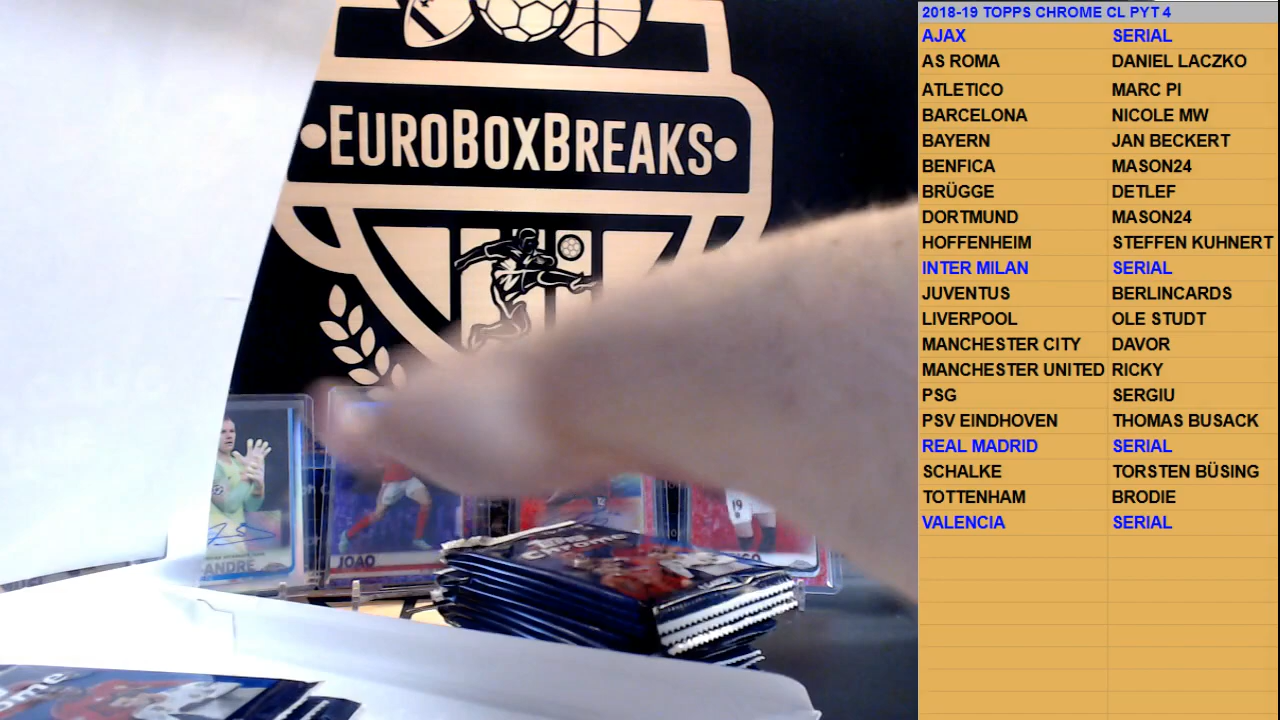 EUROBOXBREAKS
ANDRE
JOAO
Topps
Chrome
2018-19 TOPPS CHROME CL PYT 4
AJAX SERIAL
AS ROMA DANIEL LACZKO
ATLETICO MARC PI
BARCELONA NICOLE MW
BAYERN JAN BECKERT
BENFICA MASON24
BRÜGGE DETLEF
DORTMUND MASON24
HOFFENHEIM STEFFEN KUHNERT
INTER MILAN SERIAL
JUVENTUS BERLINCARDS
LIVERPOOL OLE STUDT
MANCHESTER CITY DAVOR
MANCHESTER UNITED RICKY
PSG SERGIU
PSV EINDHOVEN THOMAS BUSACK
REAL MADRID SERIAL
SCHALKE TORSTEN BÜSING
TOTTENHAM BRODIE
VALENCIA SERIAL